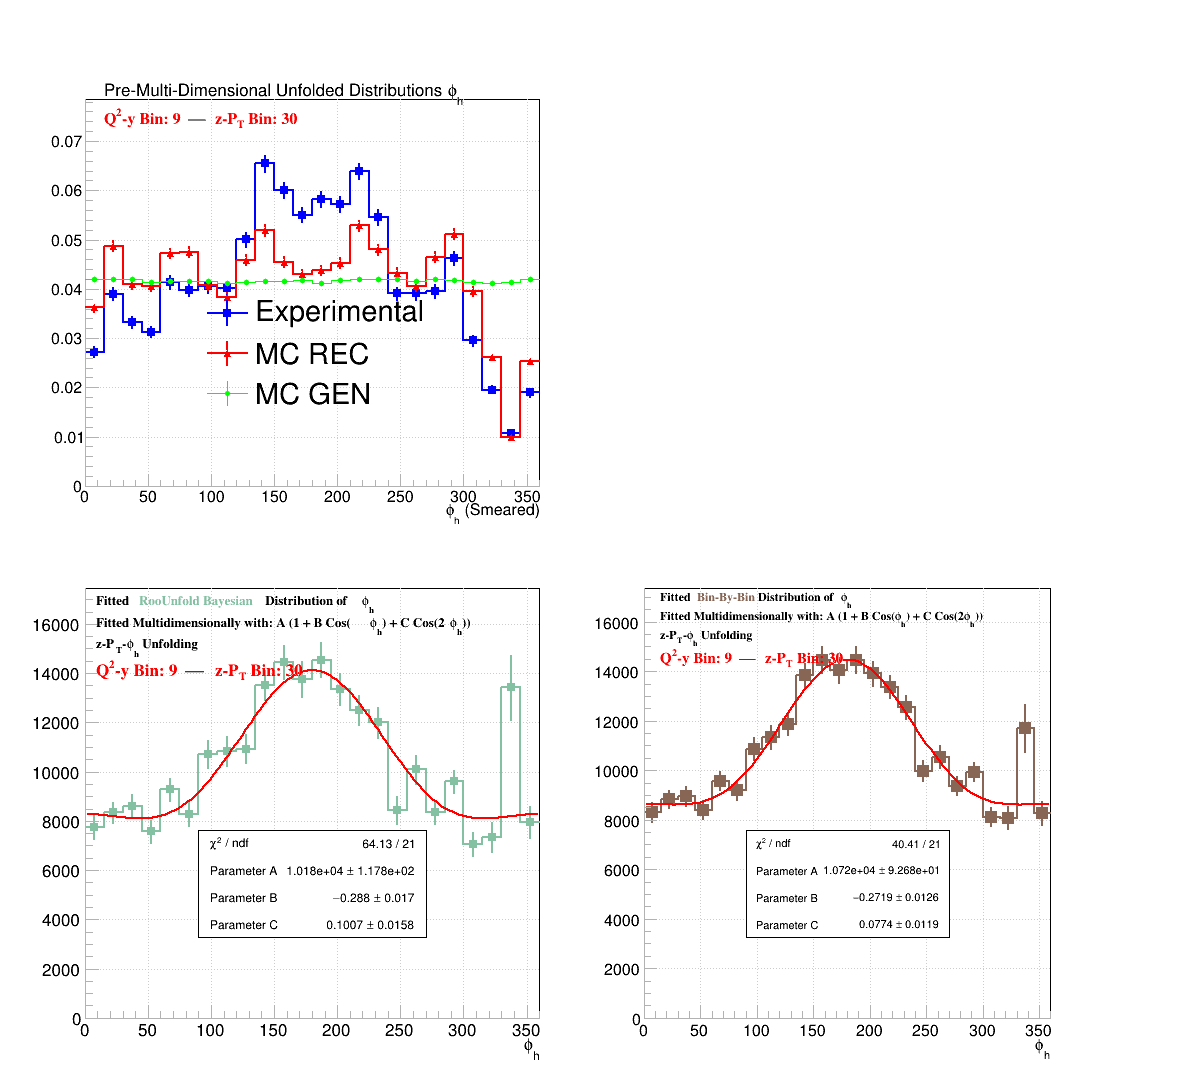 Pre-Multi-Dimensional Unfolded Distributions ϕh
Q2-y Bin: 9 — z-PT Bin: 30
0.07
0.06
0.05
0.04
0.03
0.02
0.01
0
Experimental
MC REC
MC GEN
0 50 100 150 200 250 300 350
ϕh (Smeared)
Fitted RooUnfold Bayesian Distribution of ϕh
Fitted Multidimensionally with: A (1 + B Cos(ϕh) + C Cos(2 ϕh))
z-PT-ϕh Unfolding
Q2-y Bin: 9 — z-PT Bin: 30
16000
14000
12000
10000
8000
6000
4000
2000
0
χ2 / ndf 64.13 / 21
Parameter A 1.018e+04 ± 1.178e+02
Parameter B −0.288 ± 0.017
Parameter C 0.1007 ± 0.0158
0 50 100 150 200 250 300 350
ϕh
Fitted Bin-By-Bin Distribution of ϕh
Fitted Multidimensionally with: A (1 + B Cos(ϕh) + C Cos(2ϕh))
z-PT-ϕh Unfolding
Q2-y Bin: 9 — z-PT Bin: 30
16000
14000
12000
10000
8000
6000
4000
2000
0
χ2 / ndf 40.41 / 21
Parameter A 1.072e+04 ± 9.268e+01
Parameter B −0.2719 ± 0.0126
Parameter C 0.0774 ± 0.0119
0 50 100 150 200 250 300 350
ϕh